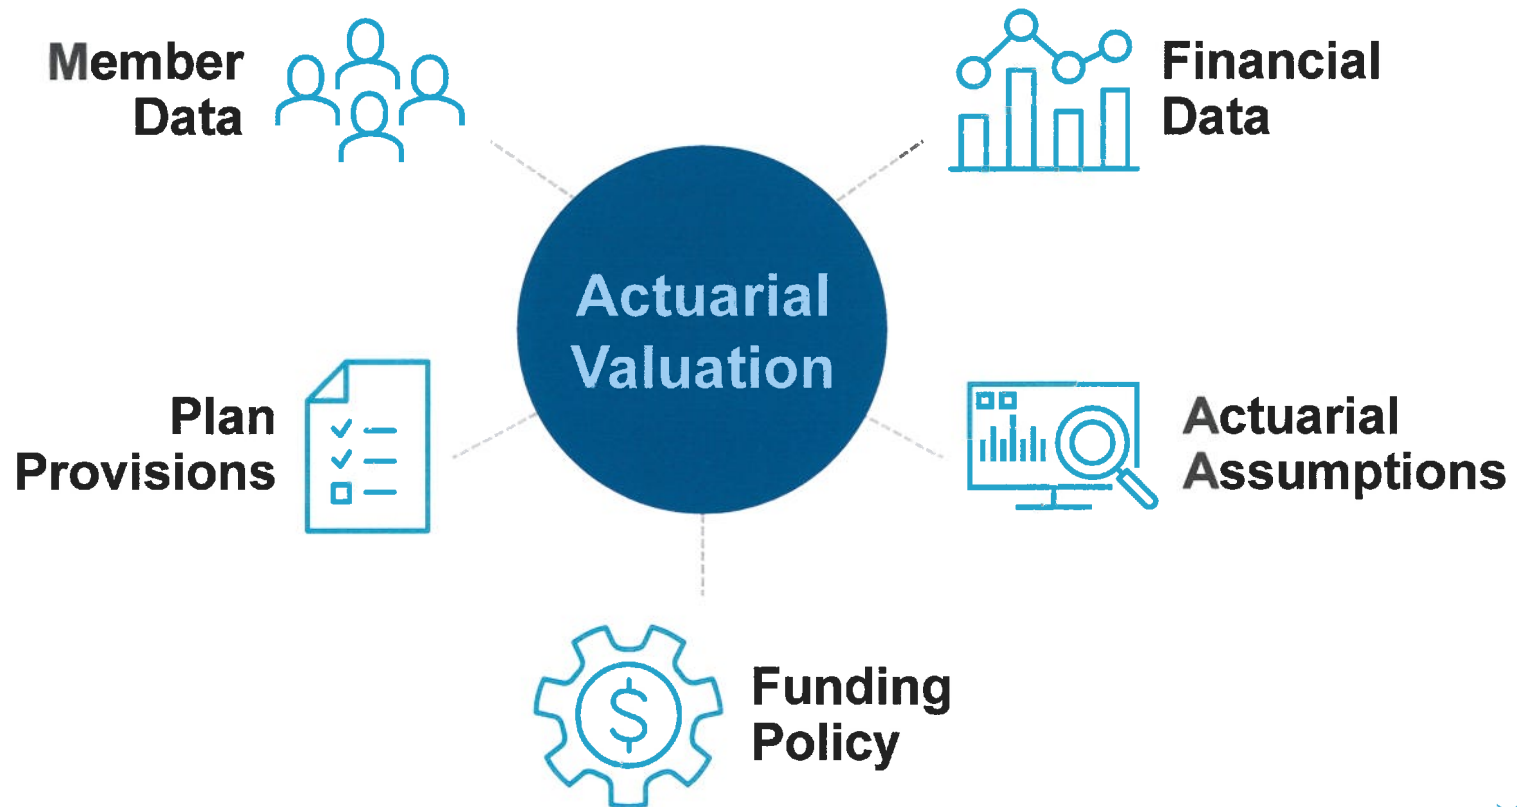 Member
Data
Financial
Data
Actuarial
Valuation
Plan
Provisions
Actuarial
Assumptions
$
Funding
Policy